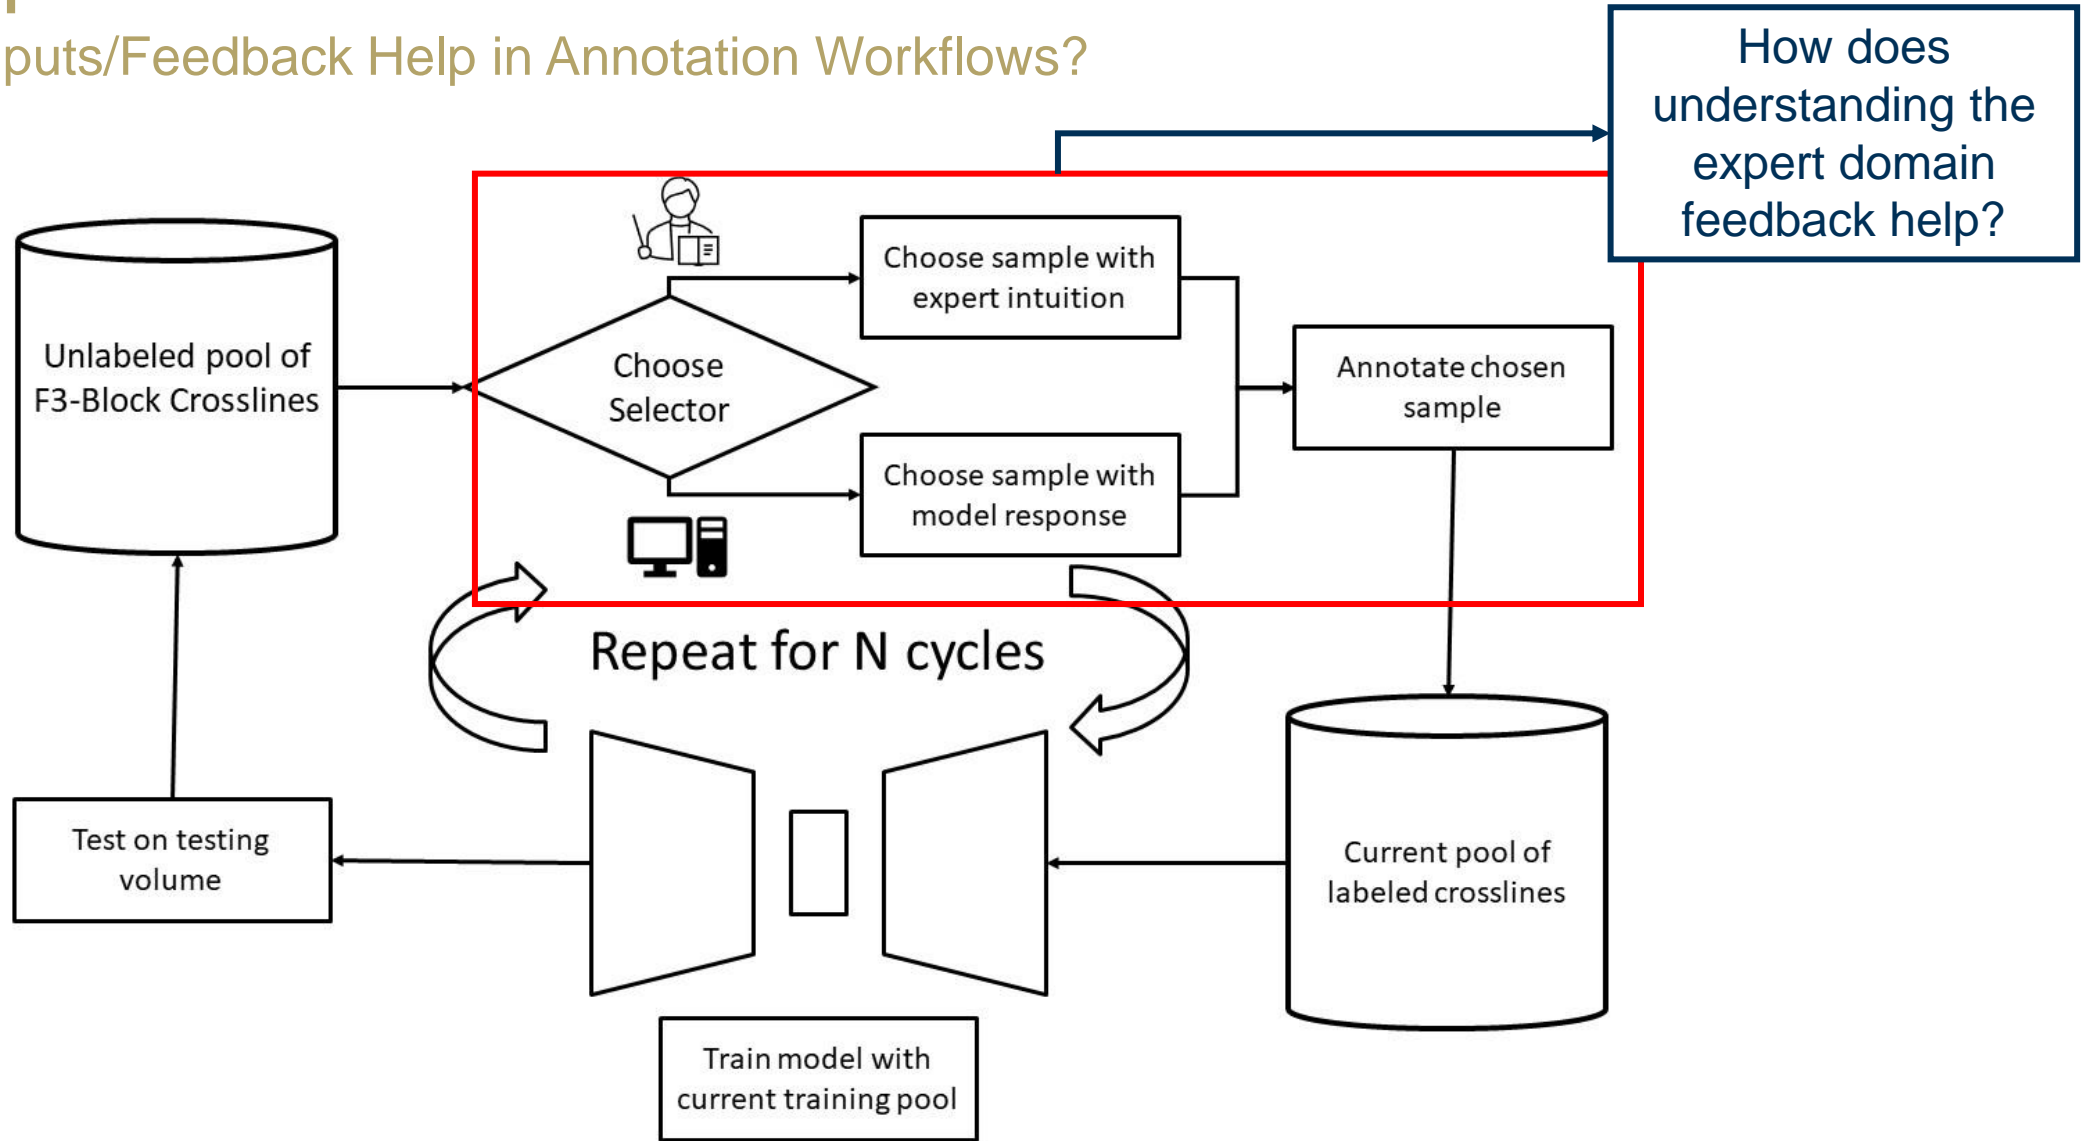 puts/Feedback Help in Annotation Workflows?
How does
understanding the
expert domain
feedback help?
Choose sample with
expert intuition
Unlabeled pool of
F3-Block Crosslines
Choose
Selector
Annotate chosen
sample
Choose sample with
model response
Repeat for N cycles
Test on testing
volume
Current pool of
labeled crosslines
Train model with
current training pool